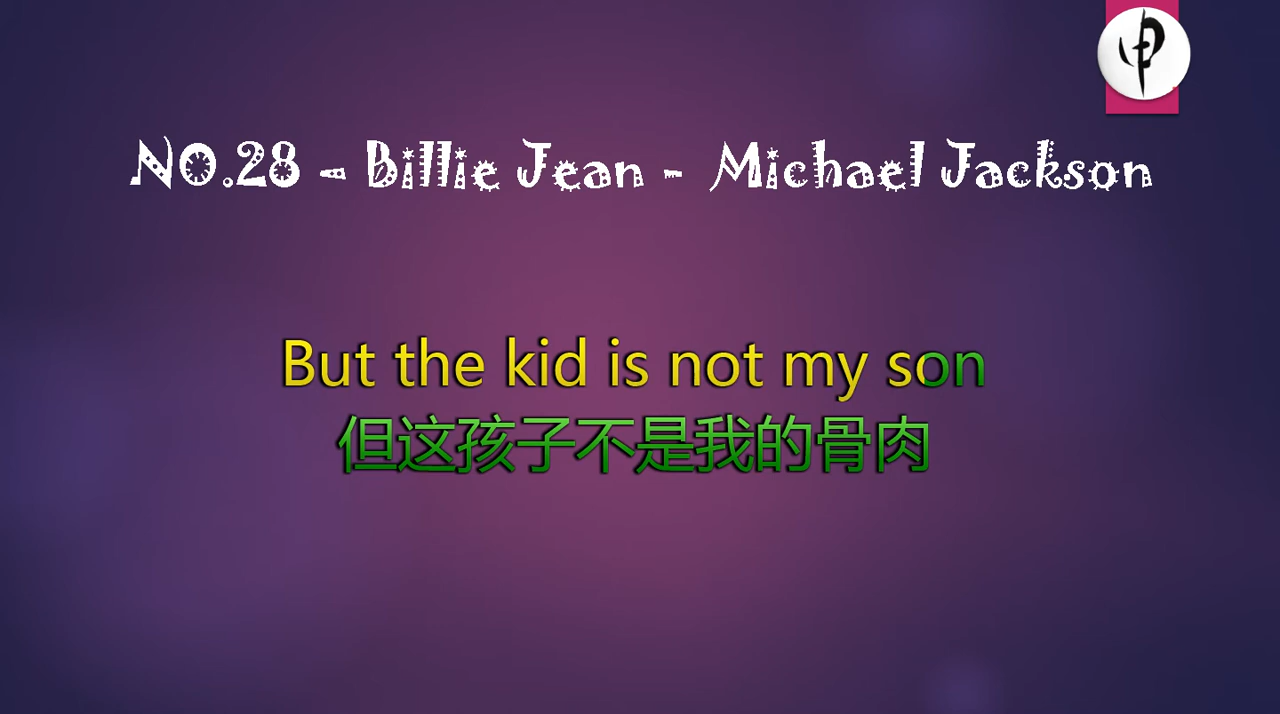 NO.28 – Billie Jean - Michael Jackson
But the kid is not my son
但这孩子不是我的骨肉